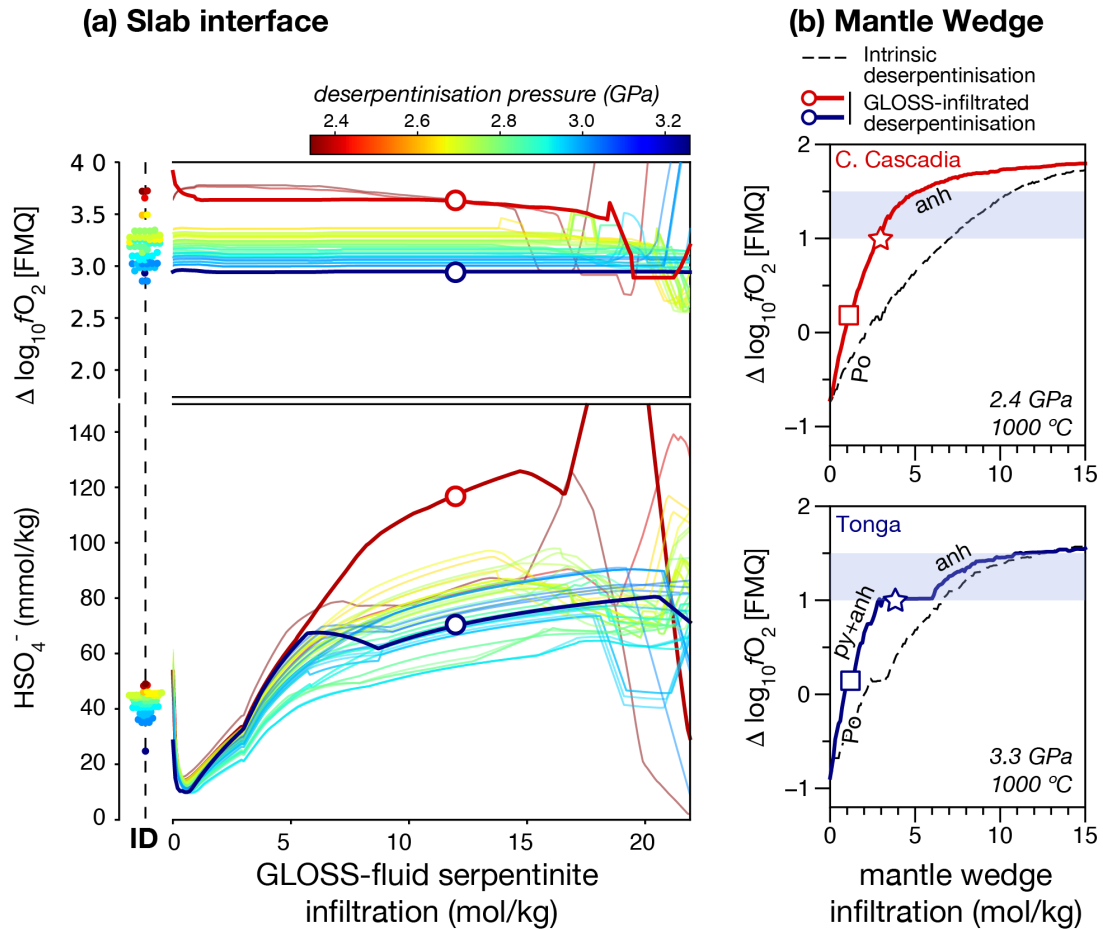 (a) Slab interface
deserpentinisation pressure (GPa)
2.4 2.6 2.8 3.0 3.2
Δ log10fO2 [FMQ]
4 0
3.5
3.0
2.5
2.0
HSO4- (mmol/kg)
140
120
100
80
60
40
20
0
ID
0 5 10 15 20
GLOSS-fluid serpentinite
infiltration (mol/kg)
(b) Mantle Wedge
Intrinsic
deserpentinisation
GLOSS-infiltrated
deserpentinisation
Δ log10fO2 [FMQ]
2
1
0
−1
C. Cascadia
anh
Po
2.4 GPa
1000 ºC
0 5 10 15
Δ log10fO2 [FMQ]
2
1
0
−1
Tonga
anh
py+anh
Po
3.3 GPa
1000 ºC
0 5 10 15
mantle wedge
infiltration (mol/kg)